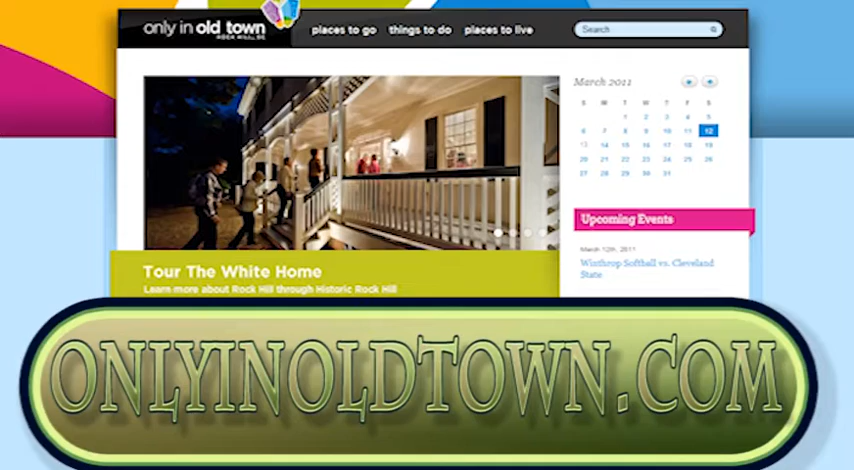 only in old town
ROCK HILL, SC
places to go things to do places to live
Search
March 2011
S M T W T F S
1 2 3 4 5
6 7 8 9 10 11 12
13 14 15 16 17 18 19
20 21 22 23 24 25 26
27 28 29 30 31
Upcoming Events
March 12th, 2011
Winthrop Softball vs. Cleveland
State
Tour The White Home
Learn more about Rock Hill through Historic Rock Hill
ONLYINOLDTOWN.COM